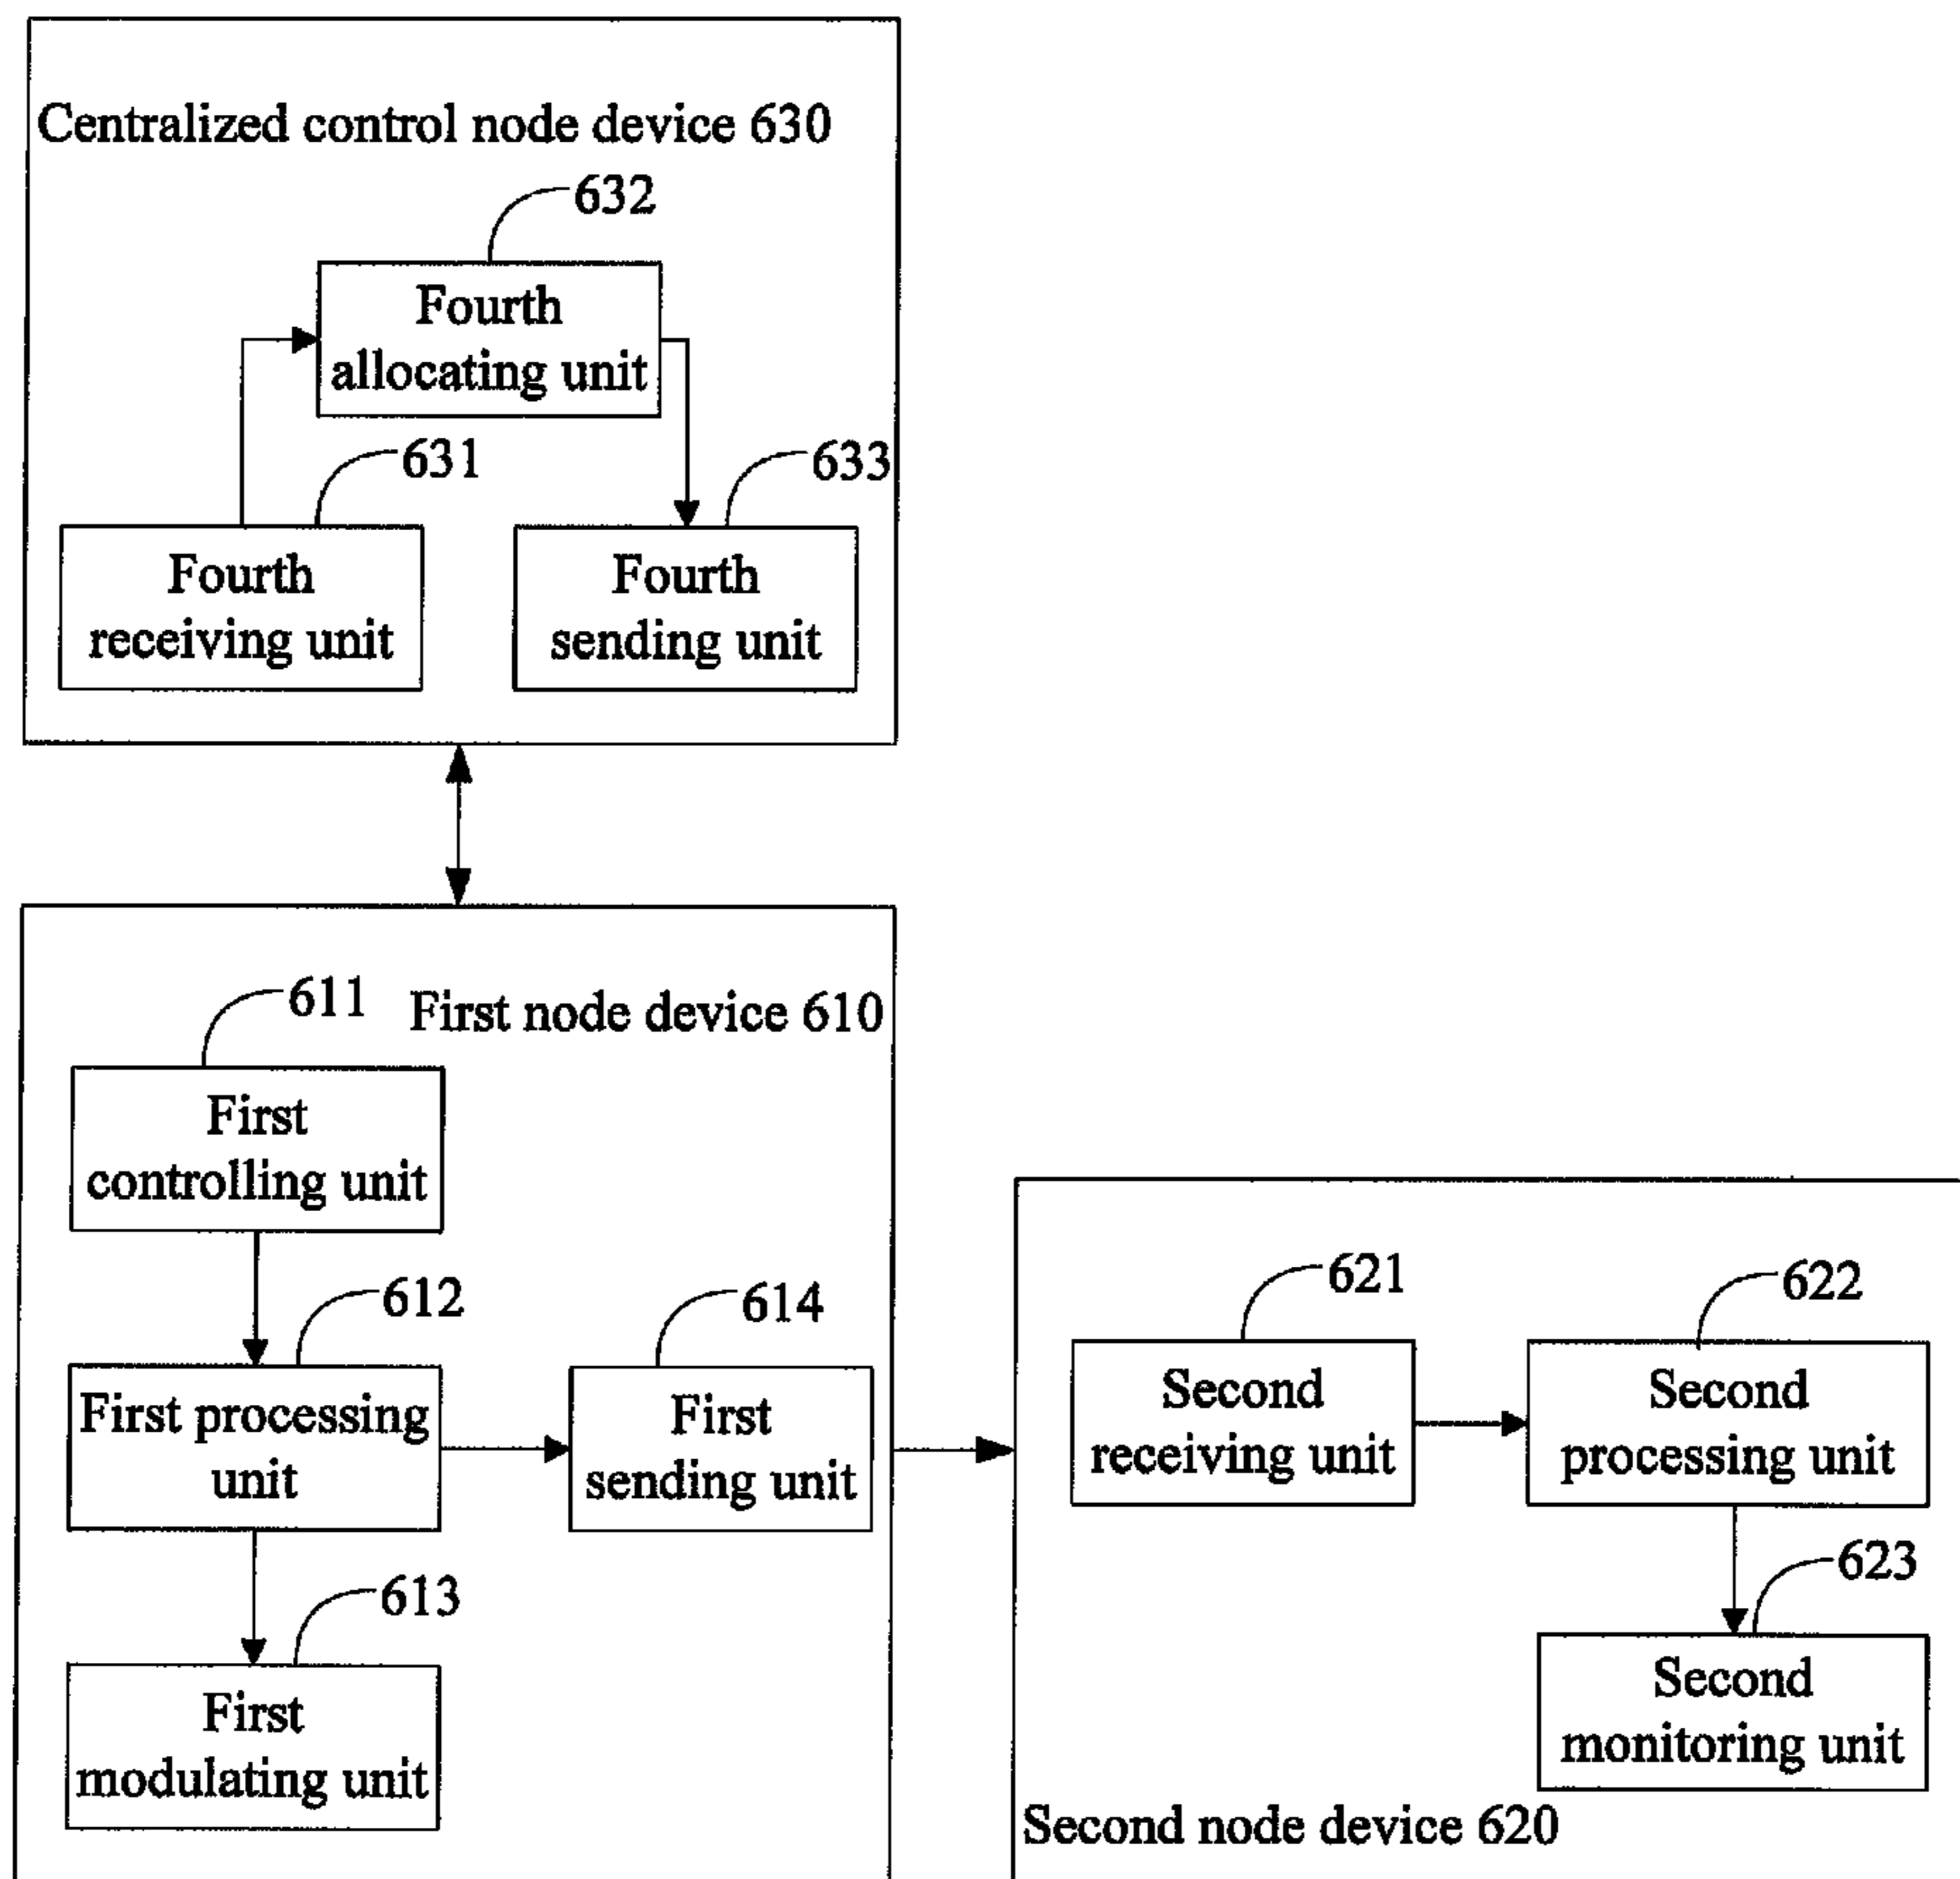 Centralized control node device 630
632
Fourth
allocating unit
631
633
Fourth
receiving unit
Fourth
sending unit
611
First node device 610
First
controlling unit
612
614
First processing
unit
First
sending unit
613
First
modulating unit
621
622
Second
receiving unit
Second
processing unit
623
Second
monitoring unit
Second node device 620